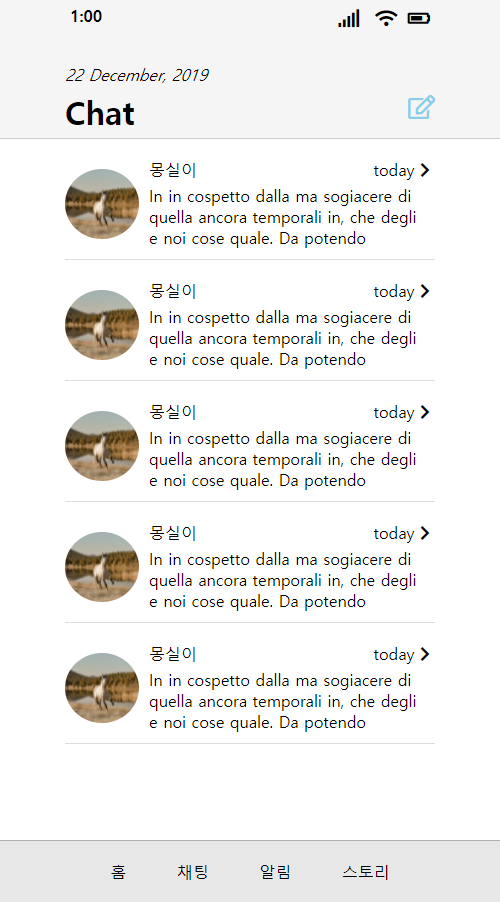 1:00
22 December, 2019
Chat
몽실이 today
In in cospetto dalla ma sogiacere di
quella ancora temporali in, che degli
e noi cose quale. Da potendo
몽실이 today
In in cospetto dalla ma sogiacere di
quella ancora temporali in, che degli
e noi cose quale. Da potendo
몽실이 today
In in cospetto dalla ma sogiacere di
quella ancora temporali in, che degli
e noi cose quale. Da potendo
몽실이 today
In in cospetto dalla ma sogiacere di
quella ancora temporali in, che degli
e noi cose quale. Da potendo
몽실이 today
In in cospetto dalla ma sogiacere di
quella ancora temporali in, che degli
e noi cose quale. Da potendo
홈 채팅 알림 스토리